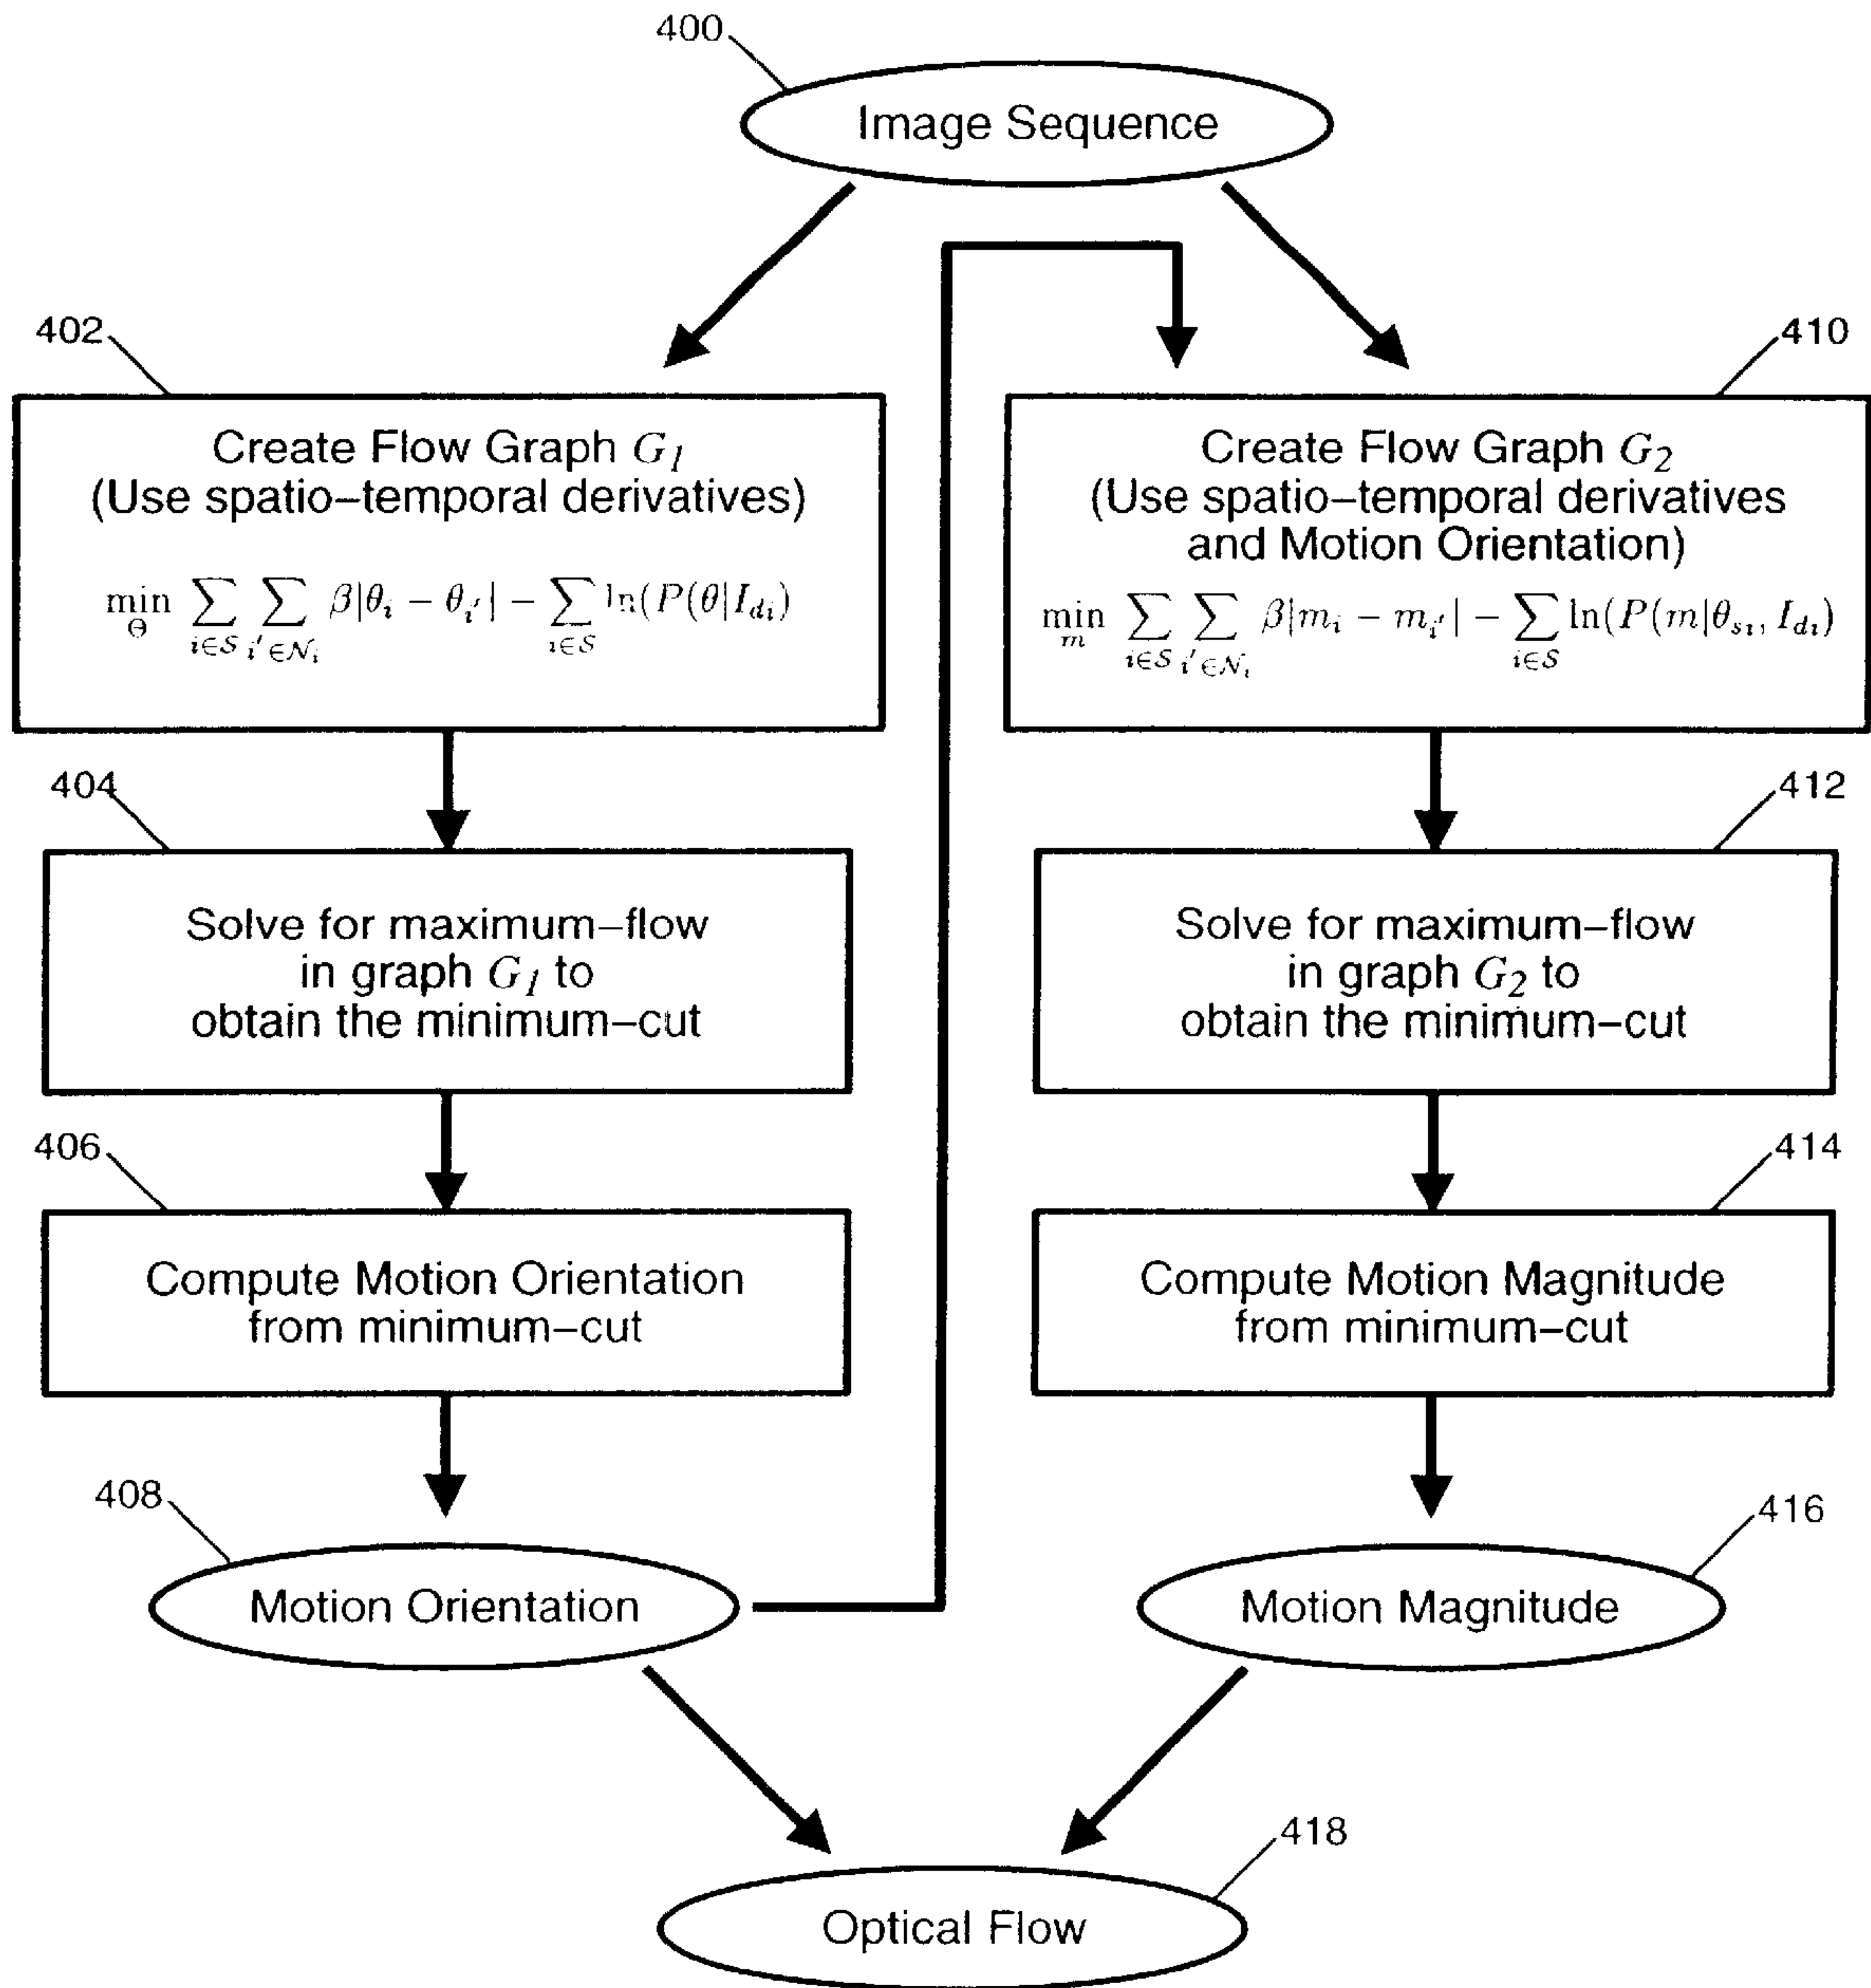 400
Image Sequence
402
Create Flow Graph G1
(Use spatio–temporal derivatives)
min Θ ∑ i∈S ∑ i′∈Ni β|θi − θi′| − ∑ i∈S ln(P(θ|Idi)
410
Create Flow Graph G2
(Use spatio–temporal derivatives
and Motion Orientation)
min m ∑ i∈S ∑ i′∈Ni β|mi − mi′| − ∑ i∈S ln(P(m|θsi, Idi)
404
Solve for maximum–flow
in graph G1 to
obtain the minimum–cut
412
Solve for maximum–flow
in graph G2 to
obtain the minimum–cut
406
Compute Motion Orientation
from minimum–cut
414
Compute Motion Magnitude
from minimum–cut
408
Motion Orientation
416
Motion Magnitude
418
Optical Flow